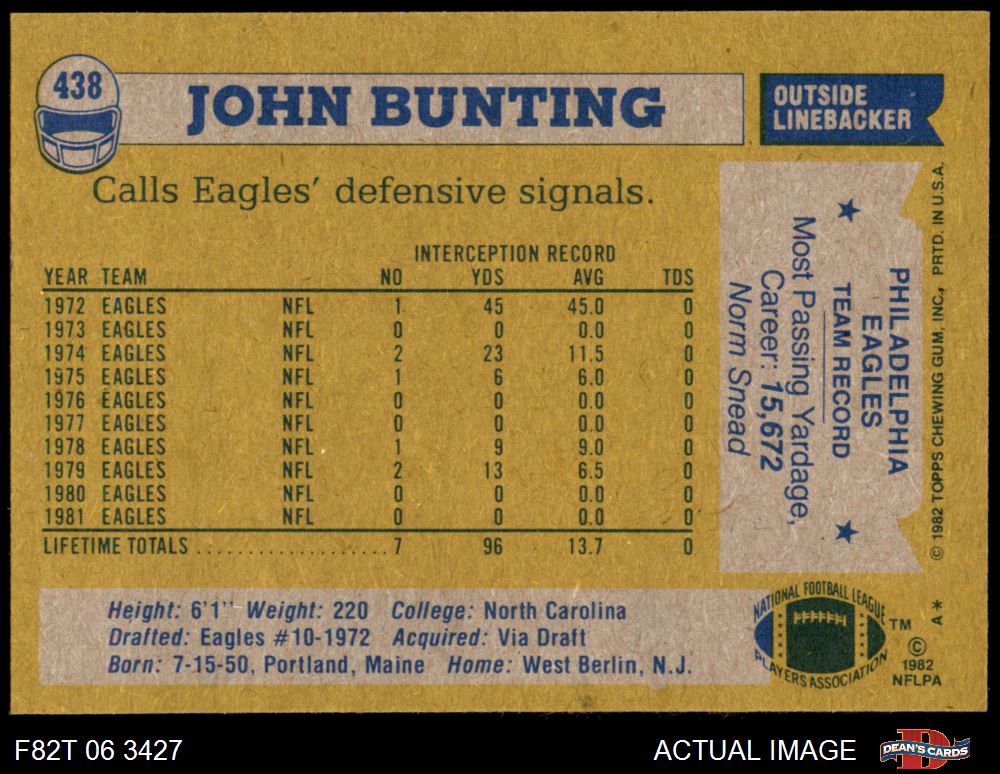 438
JOHN BUNTING
OUTSIDE
LINEBACKER
Calls Eagles' defensive signals.
INTERCEPTION RECORD
YEAR TEAM NO YDS AVG TDS
1972 EAGLES NFL 1 45 45.0 0
1973 EAGLES NFL 0 0 0.0 0
1974 EAGLES NFL 2 23 11.5 0
1975 EAGLES NFL 1 6 6.0 0
1976 EAGLES NFL 0 0 0.0 0
1977 EAGLES NFL 0 0 0.0 0
1978 EAGLES NFL 1 9 9.0 0
1979 EAGLES NFL 2 13 6.5 0
1980 EAGLES NFL 0 0 0.0 0
1981 EAGLES NFL 0 0 0.0 0
LIFETIME TOTALS . . . . . . . . . . . . . . . . . 7 96 13.7 0
PHILADELPHIA
EAGLES
★ TEAM RECORD ★
Most Passing Yardage,
Career: 15,672
Norm Snead
© 1982 TOPPS CHEWING GUM, INC., PRTD. IN U.S.A.
Height: 6'1" Weight: 220 College: North Carolina
Drafted: Eagles #10-1972 Acquired: Via Draft
Born: 7-15-50, Portland, Maine Home: West Berlin, N.J.
NATIONAL FOOTBALL LEAGUE
PLAYERS ASSOCIATION
TM
©
1982
NFLPA
A*
F82T 06 3427
ACTUAL IMAGE
DEAN'S CARDS